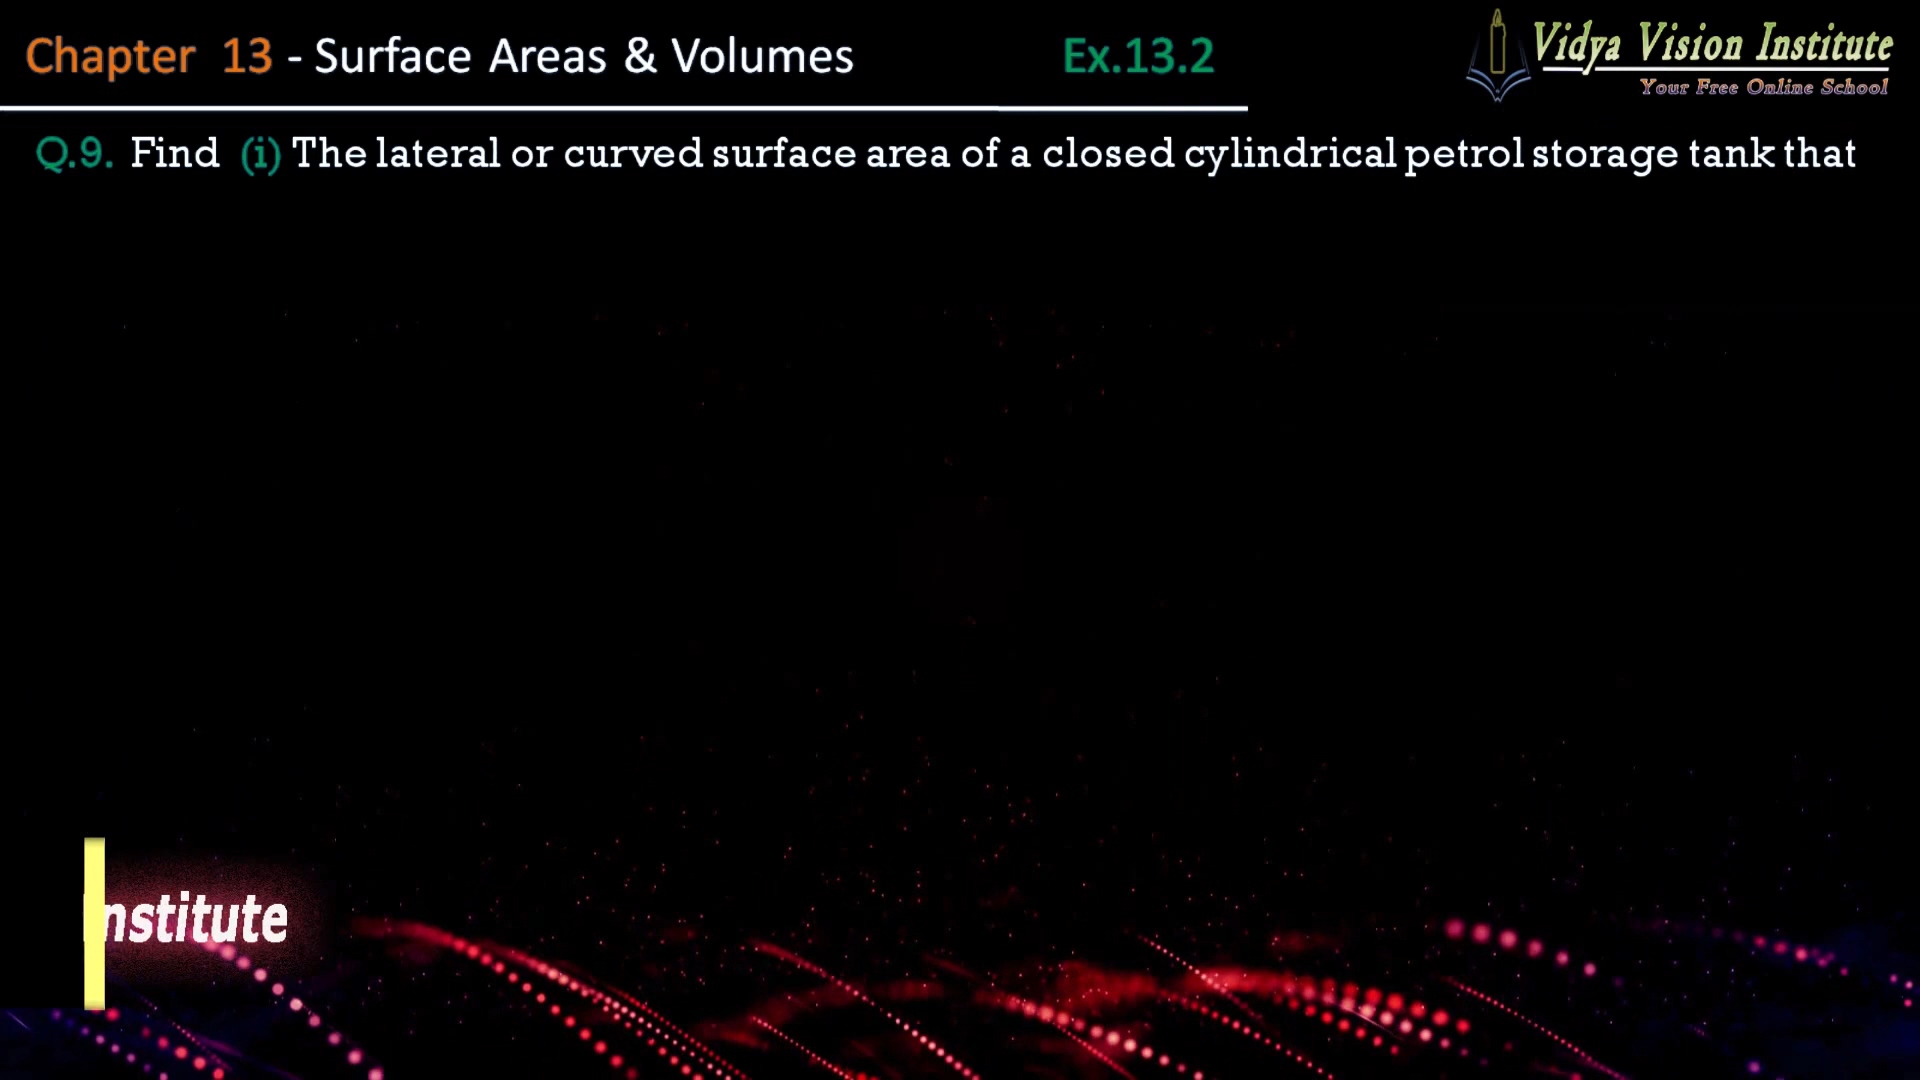 Chapter 13 - Surface Areas & Volumes Ex.13.2
Vidya Vision Institute
Your Free Online School
Q.9. Find (i) The lateral or curved surface area of a closed cylindrical petrol storage tank that
nstitute